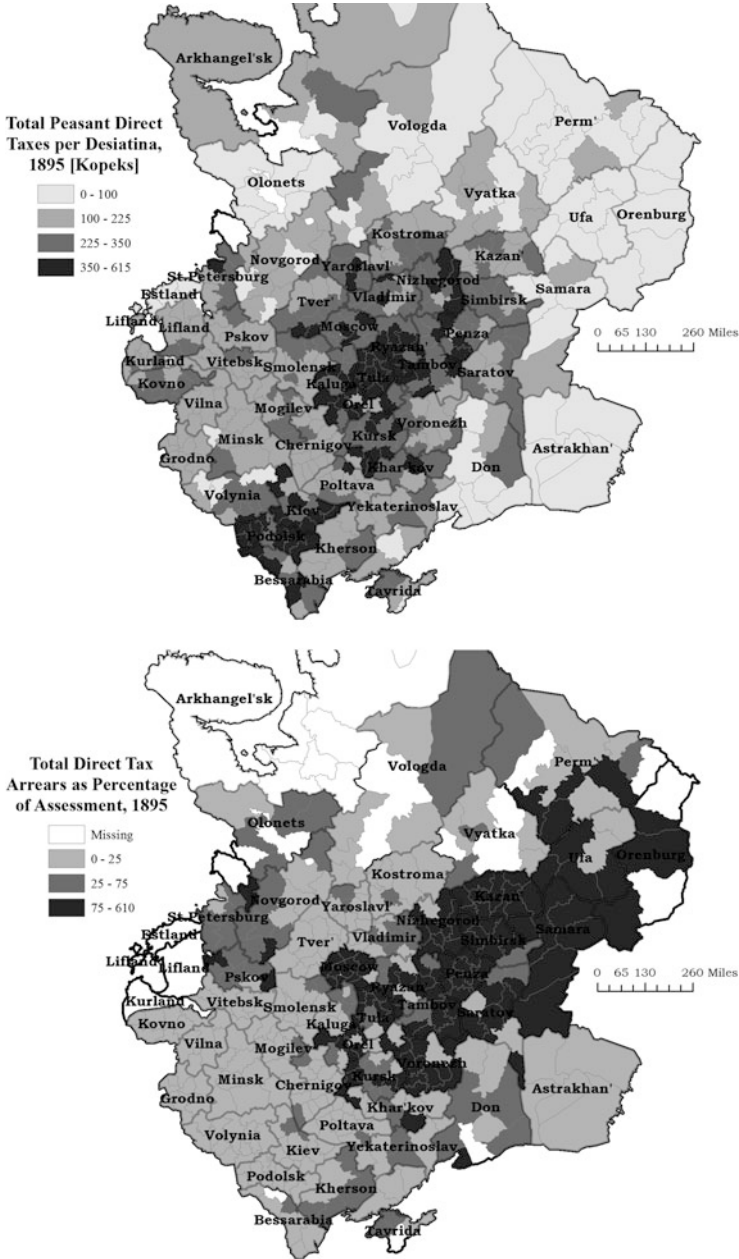 Arkhangel'sk
Total Peasant Direct
Taxes per Desiatina,
1895 [Kopeks]
0 - 100
100 - 225
225 - 350
350 - 615
Vologda
Perm'
Olonets
Vyatka
Ufa
Orenburg
Kostroma
Novgorod
Kazan'
St.Petersburg
Yaroslavl'
Nizhegorod
Estland
Vladimir
Simbirsk
Samara
Tver'
Lifland
Lifland
Moscow
Penza
0 65 130 260 Miles
Pskov
Ryazan'
Kurland
Vitebsk
Smolensk
Tambov
Saratov
Kovno
Kaluga
Tula
Vilna
Mogilev
Orel
Voronezh
Minsk
Chernigov
Kursk
Grodno
Don
Astrakhan'
Khar'kov
Volynia
Poltava
Kiev
Yekaterinoslav
Podolsk
Kherson
Bessarabia
Tavrida
Arkhangel'sk
Total Direct Tax
Arrears as Percentage
of Assessment, 1895
Missing
0 - 25
25 - 75
75 - 610
Vologda
Perm'
Olonets
Vyatka
Ufa
Orenburg
Kostroma
Kazan'
Novgorod
Yaroslavl'
St.Petersburg
Nizhegorod
Estland
Vladimir
Simbirsk
Samara
Tver'
Lifland
Lifland
Moscow
Penza
Pskov
Ryazan'
0 65 130 260 Miles
Kurland
Vitebsk
Smolensk
Tambov
Saratov
Kovno
Kaluga
Tula
Vilna
Mogilev
Orel
Voronezh
Minsk
Chernigov
Kursk
Astrakhan'
Grodno
Khar'kov
Don
Volynia
Poltava
Kiev
Yekaterinoslav
Podolsk
Kherson
Bessarabia
Tavrida